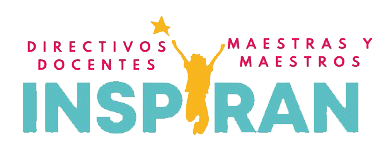 DIRECTIVOS
DOCENTES
MAESTRAS Y
MAESTROS
INSPIRAN